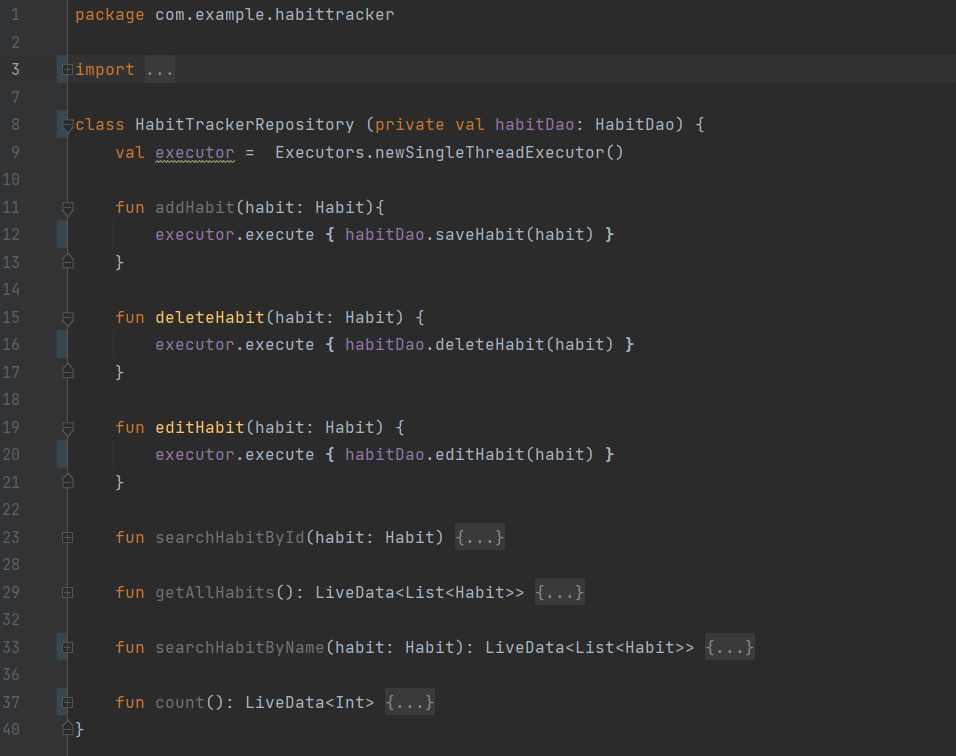 1 package com.example.habittracker
2
3 import ...
7
8 class HabitTrackerRepository (private val habitDao: HabitDao) {
9 val executor =  Executors.newSingleThreadExecutor()
10
11 fun addHabit(habit: Habit){
12 executor.execute { habitDao.saveHabit(habit) }
13 }
14
15 fun deleteHabit(habit: Habit) {
16 executor.execute { habitDao.deleteHabit(habit) }
17 }
18
19 fun editHabit(habit: Habit) {
20 executor.execute { habitDao.editHabit(habit) }
21 }
22
23 fun searchHabitById(habit: Habit) {...}
28
29 fun getAllHabits(): LiveData<List<Habit>> {...}
32
33 fun searchHabitByName(habit: Habit): LiveData<List<Habit>> {...}
36
37 fun count(): LiveData<Int> {...}
40 }